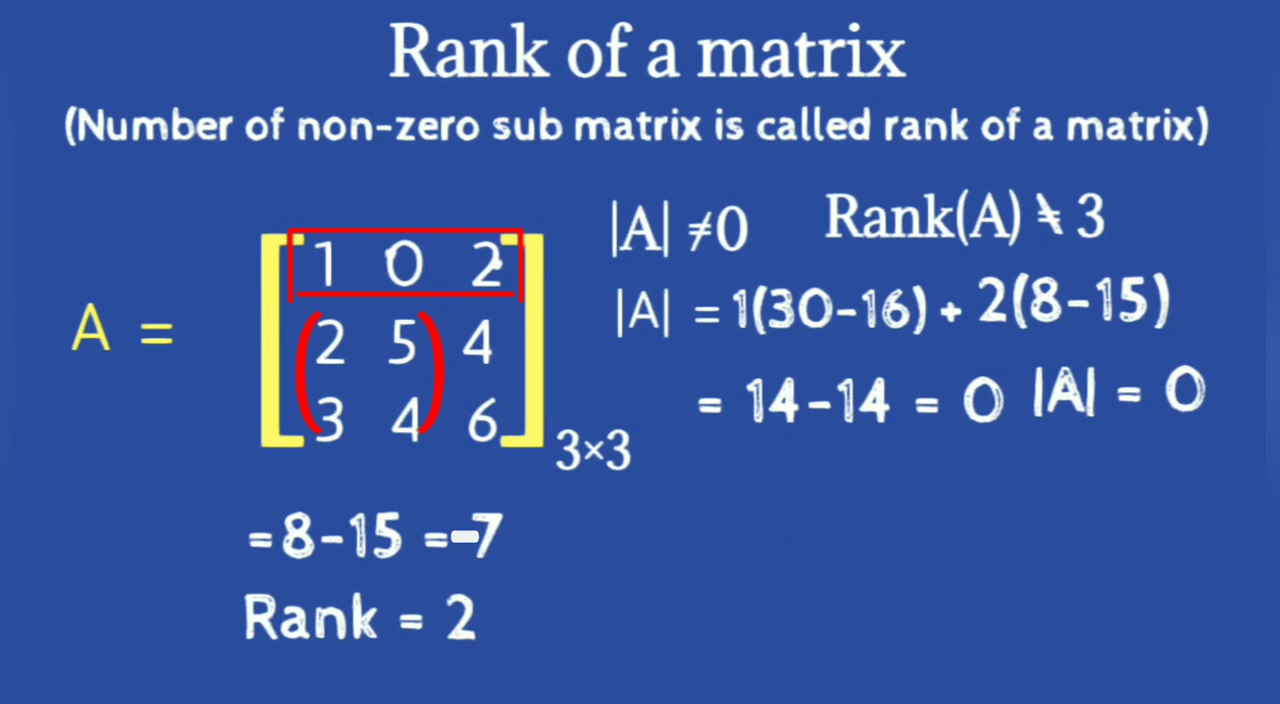 Rank of a matrix
(Number of non-zero sub matrix is called rank of a matrix)
|A| ≠0 Rank(A) ≠ 3
A = [1 0 2
2 5 4
3 4 6] 3×3
|A| = 1(30-16) + 2(8-15)
= 14-14 = 0 |A| = 0
= 8-15 = -7
Rank = 2